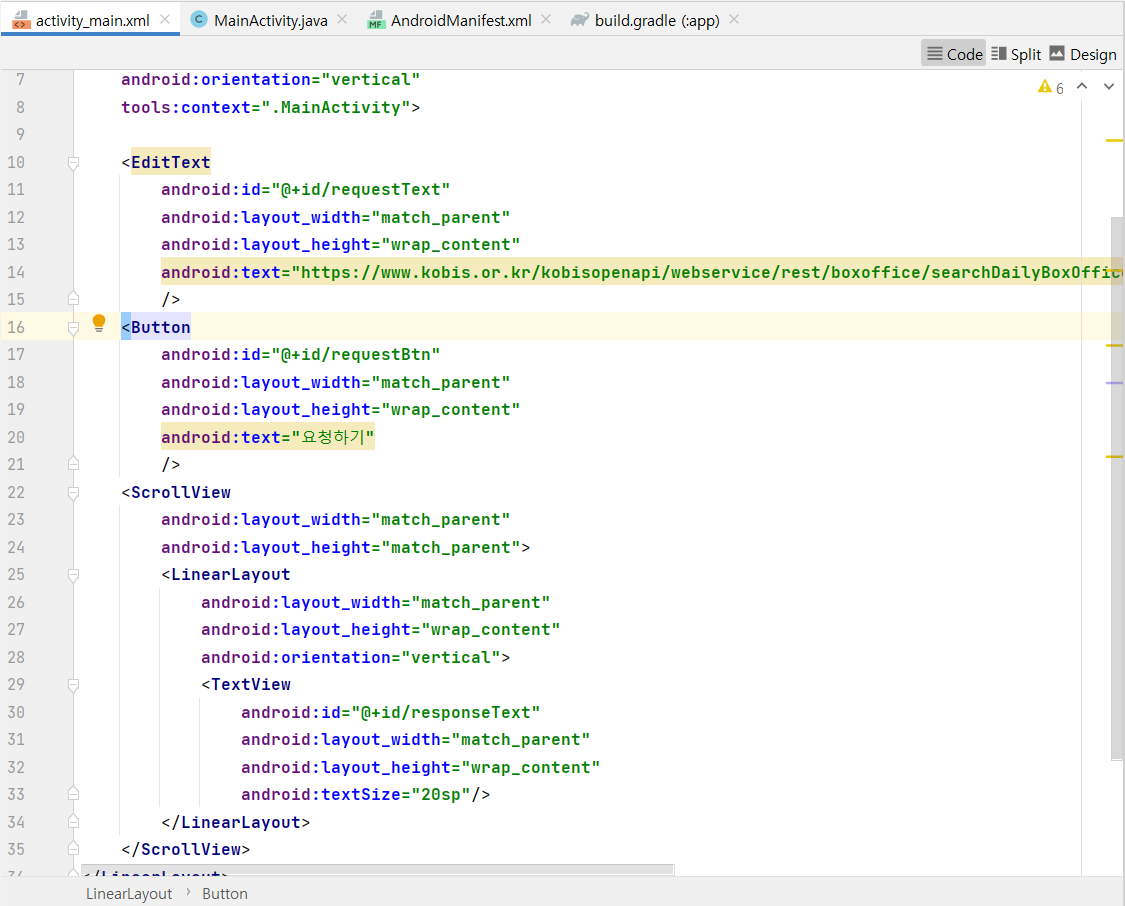 activity_main.xml MainActivity.java AndroidManifest.xml build.gradle (:app)
Code Split Design
6
7 android:orientation="vertical"
8 tools:context=".MainActivity">
9
10 <EditText
11 android:id="@+id/requestText"
12 android:layout_width="match_parent"
13 android:layout_height="wrap_content"
14 android:text="https://www.kobis.or.kr/kobisopenapi/webservice/rest/boxoffice/searchDailyBoxOffic
15 />
16 <Button
17 android:id="@+id/requestBtn"
18 android:layout_width="match_parent"
19 android:layout_height="wrap_content"
20 android:text="요청하기"
21 />
22 <ScrollView
23 android:layout_width="match_parent"
24 android:layout_height="match_parent">
25 <LinearLayout
26 android:layout_width="match_parent"
27 android:layout_height="wrap_content"
28 android:orientation="vertical">
29 <TextView
30 android:id="@+id/responseText"
31 android:layout_width="match_parent"
32 android:layout_height="wrap_content"
33 android:textSize="20sp"/>
34 </LinearLayout>
35 </ScrollView>
</LinearLayout>
LinearLayout › Button